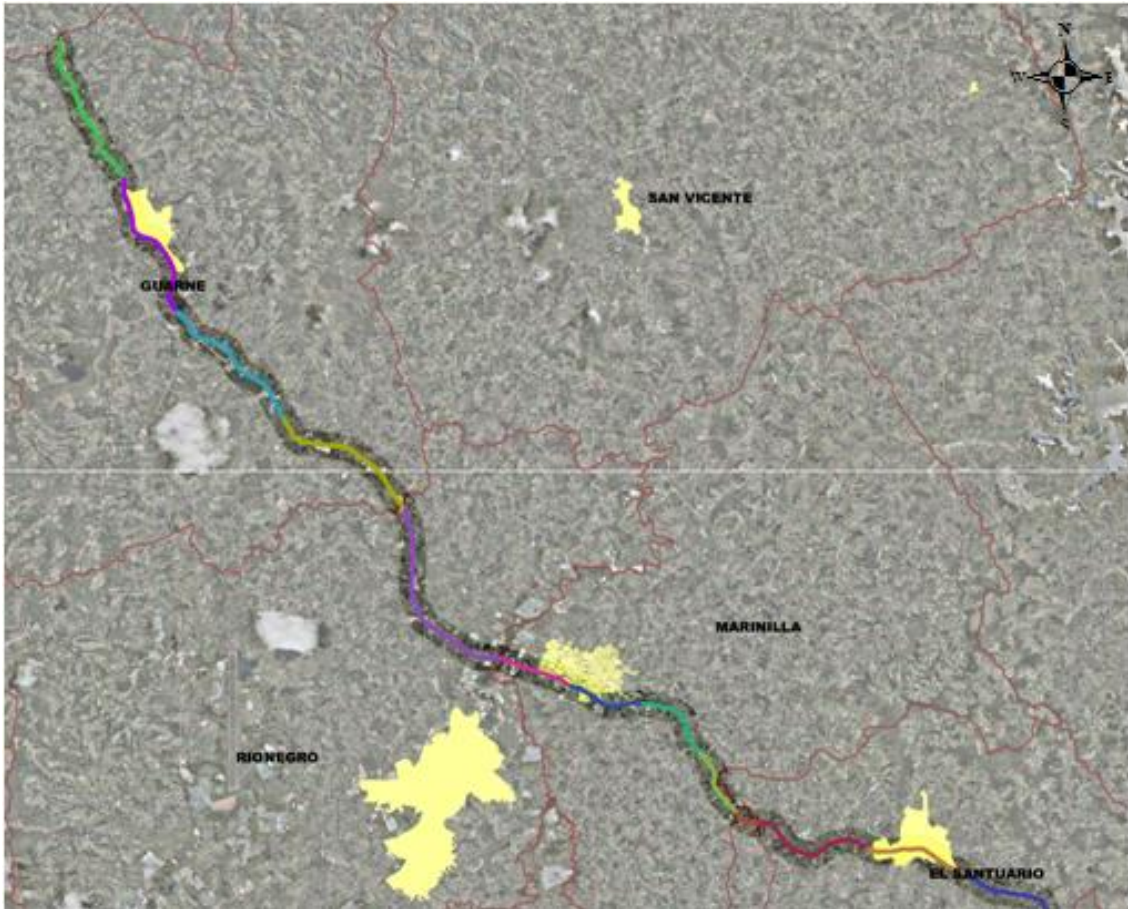 N
W E
S
SAN VICENTE
GUARNE
MARINILLA
RIONEGRO
EL SANTUARIO